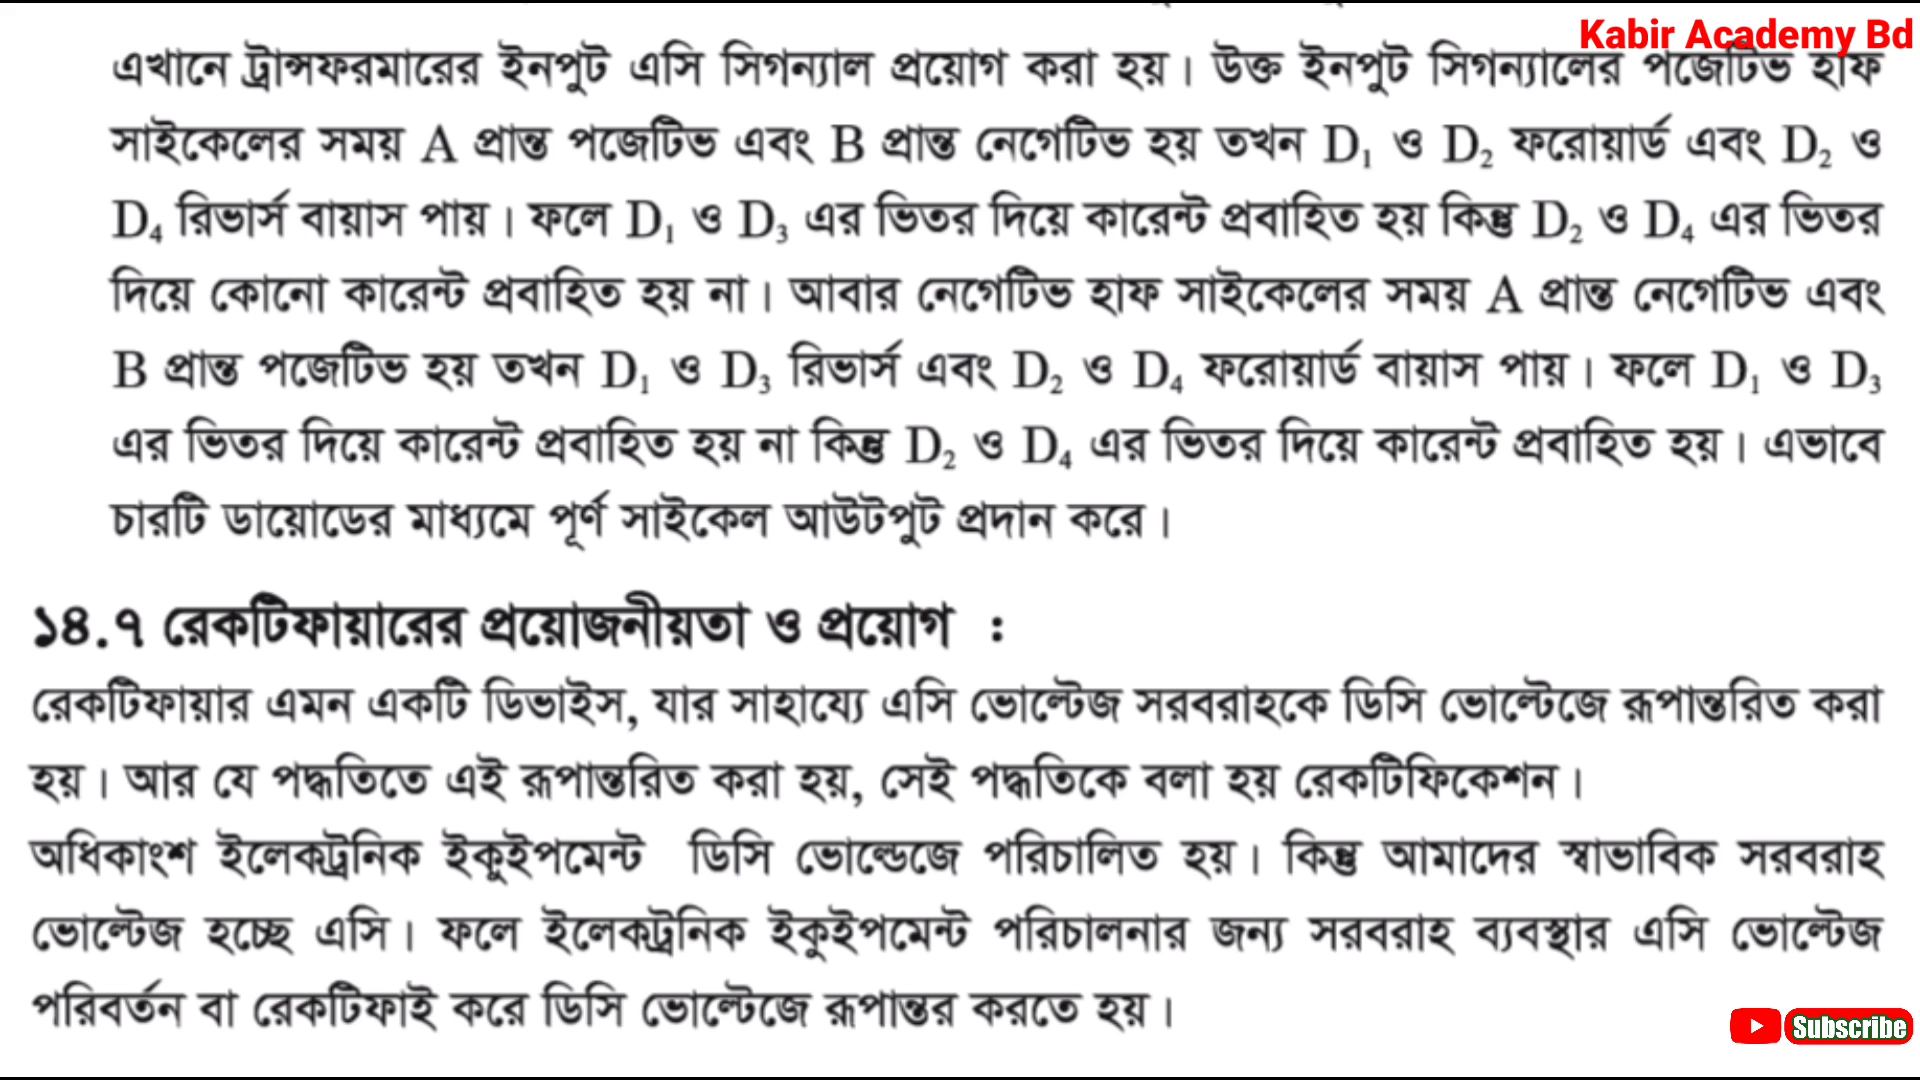 Kabir Academy Bd
এখানে ট্রান্সফরমারের ইনপুট এসি সিগন্যাল প্রয়োগ করা হয়। উক্ত ইনপুট সিগন্যালের পজেটিভ হাফ
সাইকেলের সময় A প্রান্ত পজেটিভ এবং B প্রান্ত নেগেটিভ হয় তখন D₁ ও D₂ ফরোয়ার্ড এবং D₂ ও
D₄ রিভার্স বায়াস পায়। ফলে D₁ ও D₃ এর ভিতর দিয়ে কারেন্ট প্রবাহিত হয় কিন্তু D₂ ও D₄ এর ভিতর
দিয়ে কোনো কারেন্ট প্রবাহিত হয় না। আবার নেগেটিভ হাফ সাইকেলের সময় A প্রান্ত নেগেটিভ এবং
B প্রান্ত পজেটিভ হয় তখন D₁ ও D₃ রিভার্স এবং D₂ ও D₄ ফরোয়ার্ড বায়াস পায়। ফলে D₁ ও D₃
এর ভিতর দিয়ে কারেন্ট প্রবাহিত হয় না কিন্তু D₂ ও D₄ এর ভিতর দিয়ে কারেন্ট প্রবাহিত হয়। এভাবে
চারটি ডায়োডের মাধ্যমে পূর্ণ সাইকেল আউটপুট প্রদান করে।
১৪.৭ রেকটিফায়ারের প্রয়োজনীয়তা ও প্রয়োগ :
রেকটিফায়ার এমন একটি ডিভাইস, যার সাহায্যে এসি ভোল্টেজ সরবরাহকে ডিসি ভোল্টেজে রূপান্তরিত করা
হয়। আর যে পদ্ধতিতে এই রূপান্তরিত করা হয়, সেই পদ্ধতিকে বলা হয় রেকটিফিকেশন।
অধিকাংশ ইলেকট্রনিক ইকুইপমেন্ট ডিসি ভোল্ডেজে পরিচালিত হয়। কিন্তু আমাদের স্বাভাবিক সরবরাহ
ভোল্টেজ হচ্ছে এসি। ফলে ইলেকট্রনিক ইকুইপমেন্ট পরিচালনার জন্য সরবরাহ ব্যবস্থার এসি ভোল্টেজ
পরিবর্তন বা রেকটিফাই করে ডিসি ভোল্টেজে রূপান্তর করতে হয়।
Subscribe